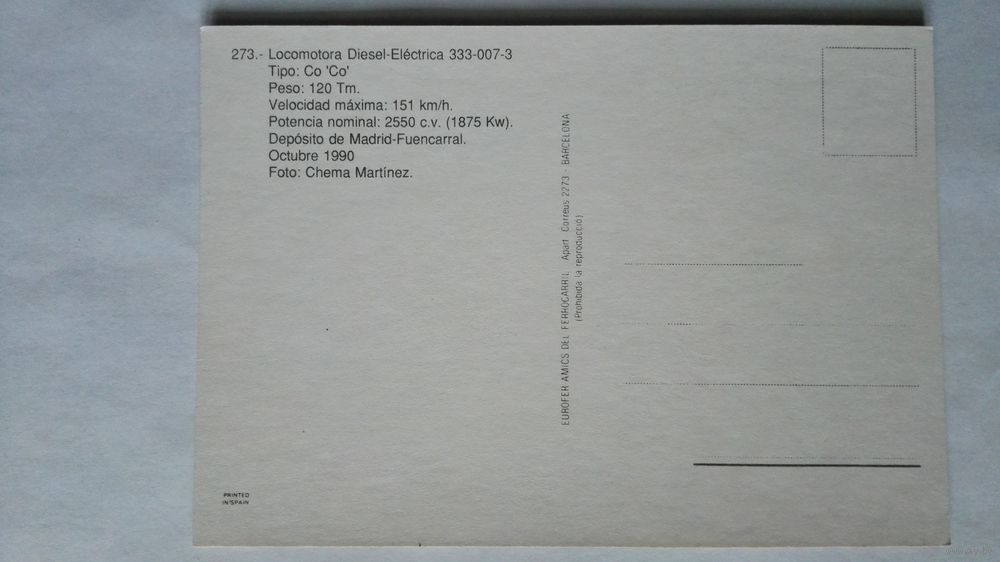 273.- Locomotora Diesel-Eléctrica 333-007-3
Tipo: Co 'Co'
Peso: 120 Tm.
Velocidad máxima: 151 km/h.
Potencia nominal: 2550 c.v. (1875 Kw).
Depósito de Madrid-Fuencarral.
Octubre 1990
Foto: Chema Martínez.
EUROFER AMICS DEL FERROCARRIL Apart Correus 2273 - BARCELONA
(Prohibida la reproducció)
PRINTED
IN SPAIN